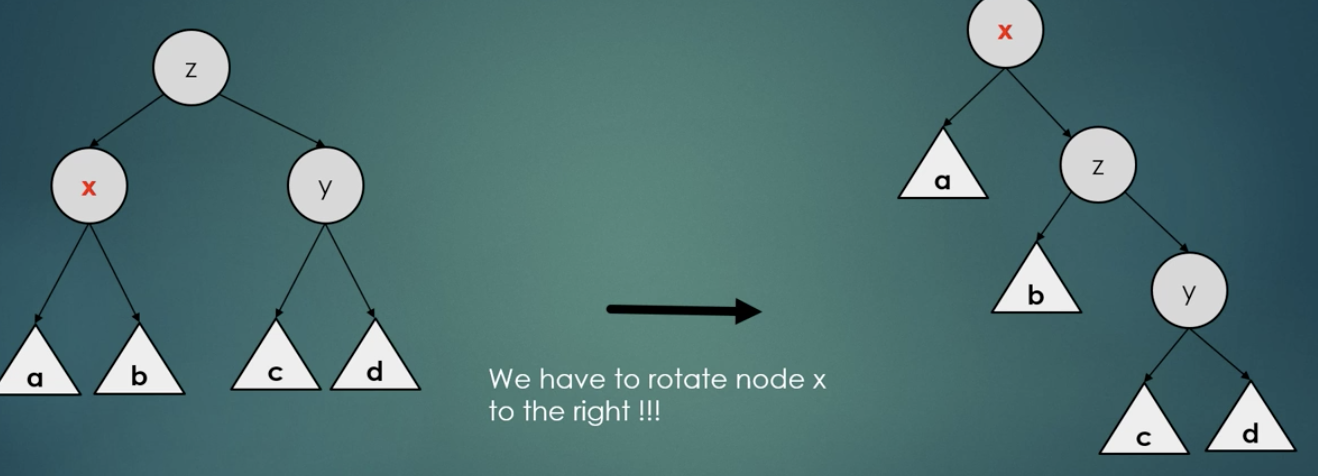 z
x
y
a
b
c
d
We have to rotate node x
to the right !!!
x
a
z
b
y
c
d